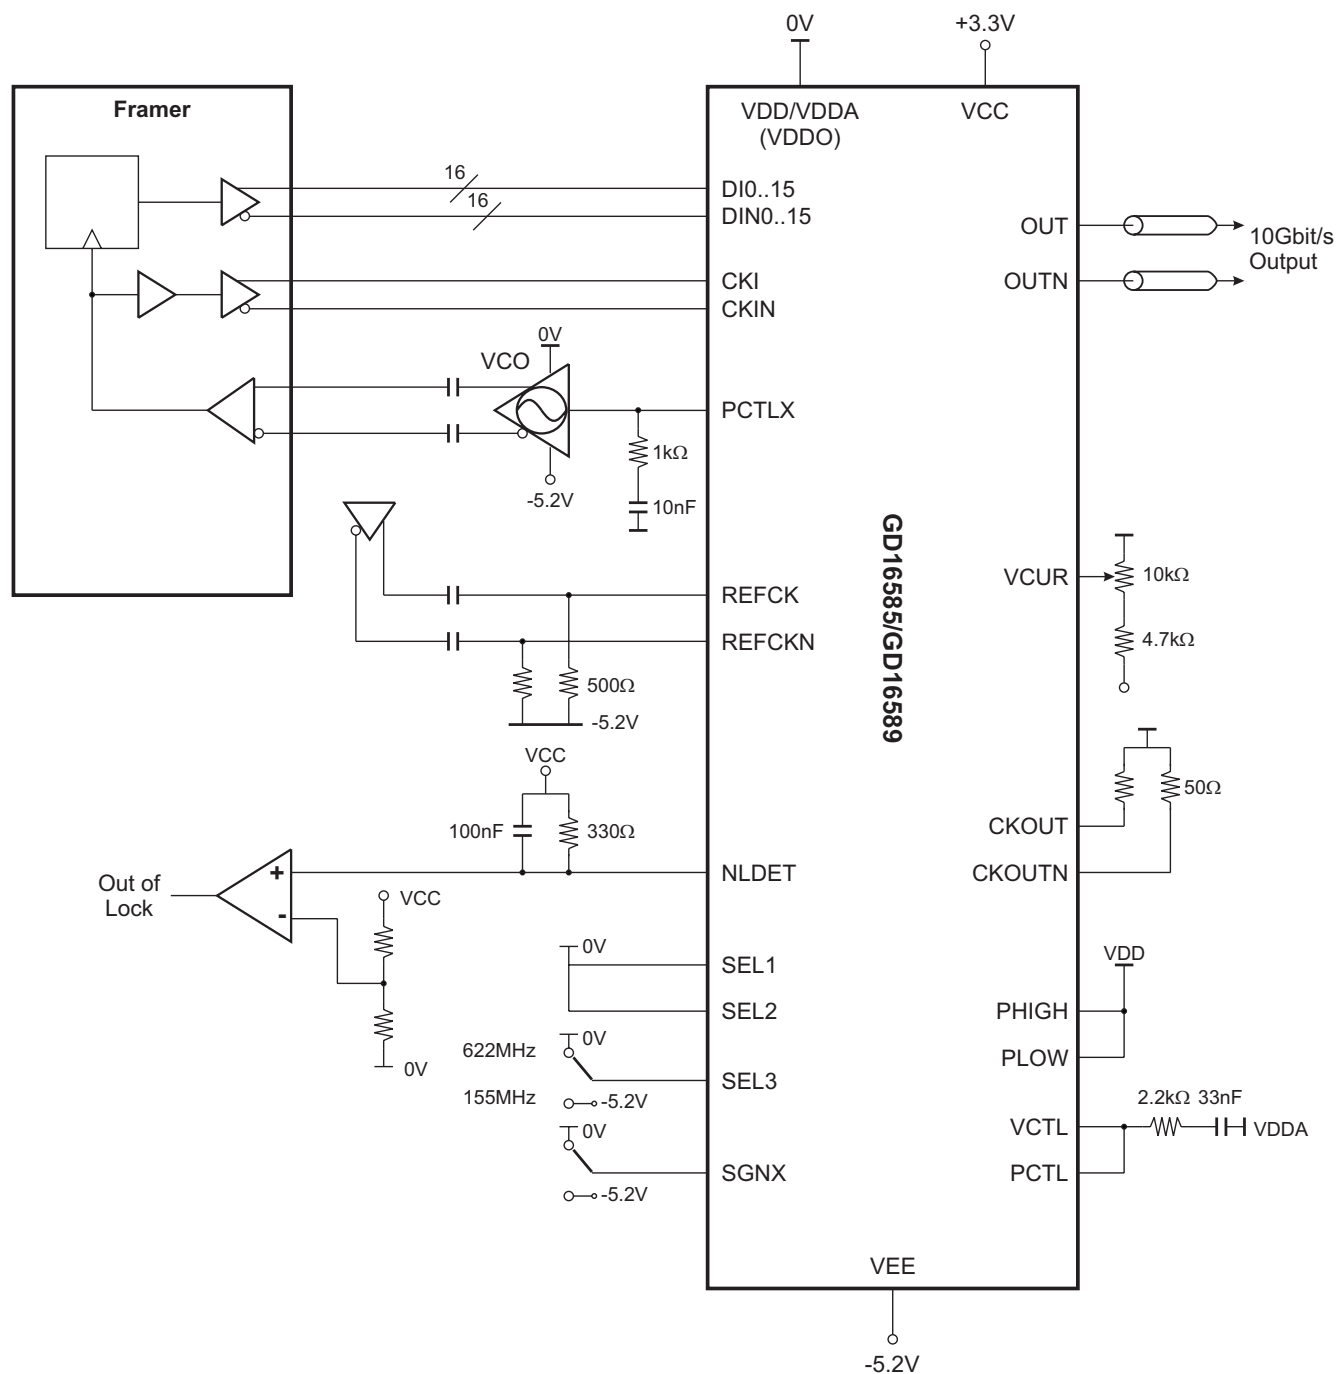 0V
+3.3V
Framer
VDD/VDDA
(VDDO)
VCC
16
16
DI0..15
DIN0..15
OUT
OUTN
10Gbit/s
Output
CKI
CKIN
VCO
0V
PCTLX
1kΩ
10nF
-5.2V
GD16585/GD16589
REFCK
REFCKN
500Ω
-5.2V
VCUR
10kΩ
4.7kΩ
VCC
100nF
330Ω
50Ω
CKOUT
CKOUTN
NLDET
Out of
Lock
+
-
VCC
0V
0V
SEL1
SEL2
VDD
PHIGH
PLOW
622MHz
0V
SEL3
155MHz
-5.2V
0V
SGNX
-5.2V
2.2kΩ 33nF
VCTL
VDDA
PCTL
VEE
-5.2V